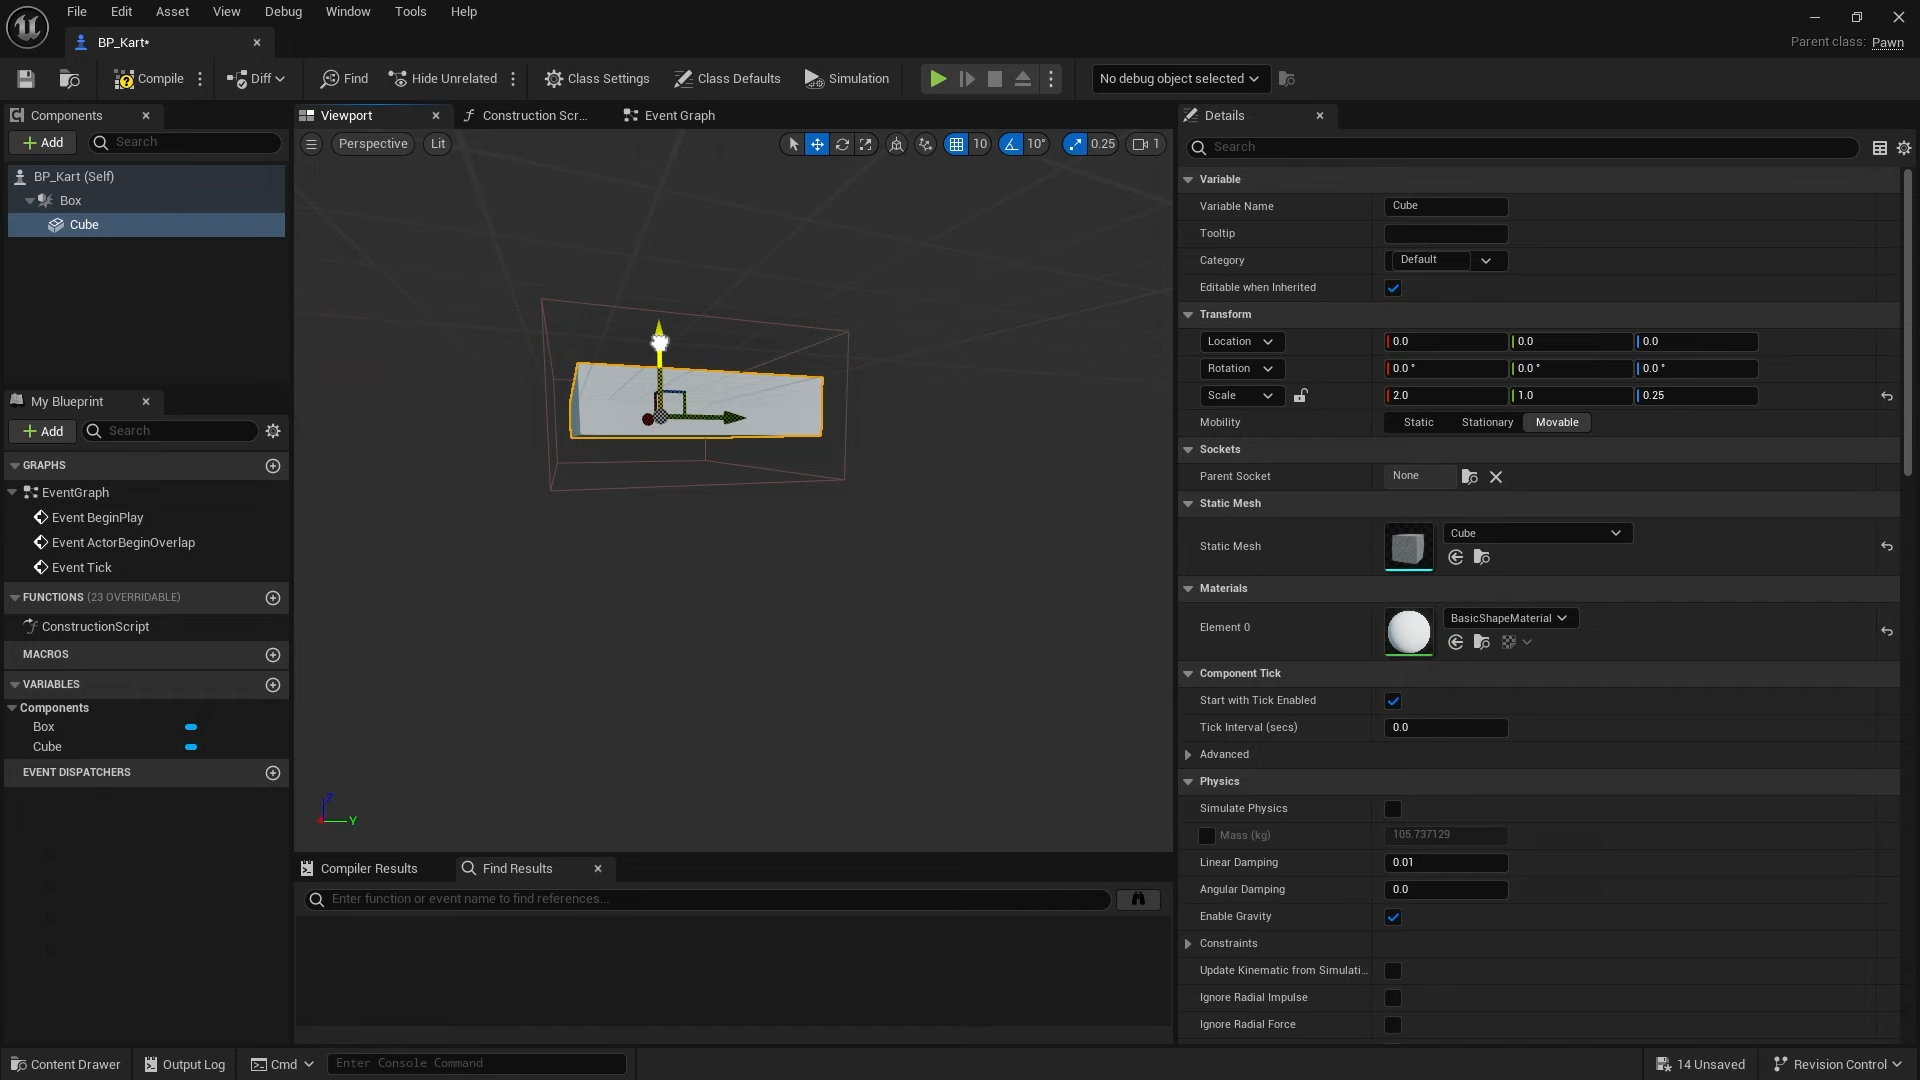 File Edit Asset View Debug Window Tools Help
BP_Kart*
Parent class: Pawn
Compile Diff Find Hide Unrelated Class Settings Class Defaults Simulation No debug object selected
Components
Add Search
BP_Kart (Self)
Box
Cube
My Blueprint
Add Search
GRAPHS
EventGraph
Event BeginPlay
Event ActorBeginOverlap
Event Tick
FUNCTIONS (23 OVERRIDABLE)
ConstructionScript
MACROS
VARIABLES
Components
Box
Cube
EVENT DISPATCHERS
Viewport Construction Scr... Event Graph
Perspective Lit 10 10° 0.25 1
Z
Y
Compiler Results Find Results
Enter function or event name to find references...
Details
Search
Variable
Variable Name Cube
Tooltip
Category Default
Editable when Inherited
Transform
Location 0.0 0.0 0.0
Rotation 0.0 ° 0.0 ° 0.0 °
Scale 2.0 1.0 0.25
Mobility Static Stationary Movable
Sockets
Parent Socket None
Static Mesh
Static Mesh Cube
Materials
Element 0 BasicShapeMaterial
Component Tick
Start with Tick Enabled
Tick Interval (secs) 0.0
Advanced
Physics
Simulate Physics
Mass (kg) 105.737129
Linear Damping 0.01
Angular Damping 0.0
Enable Gravity
Constraints
Update Kinematic from Simulati...
Ignore Radial Impulse
Ignore Radial Force
Content Drawer Output Log Cmd Enter Console Command 14 Unsaved Revision Control